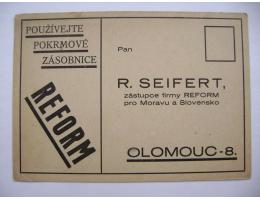 POUŽÍVEJTE
POKRMOVÉ
ZÁSOBNICE
REFORM
Pan
R. SEIFERT,
zástupce firmy REFORM
pro Moravu a Slovensko
OLOMOUC-8.